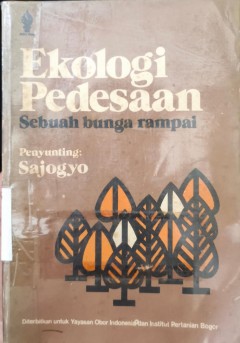 Ekologi
Pedesaan
Sebuah bunga rampai
Penyunting:
Sajogyo
Diterbitkan untuk Yayasan Obor Indonesia dan Institut Pertanian Bogor